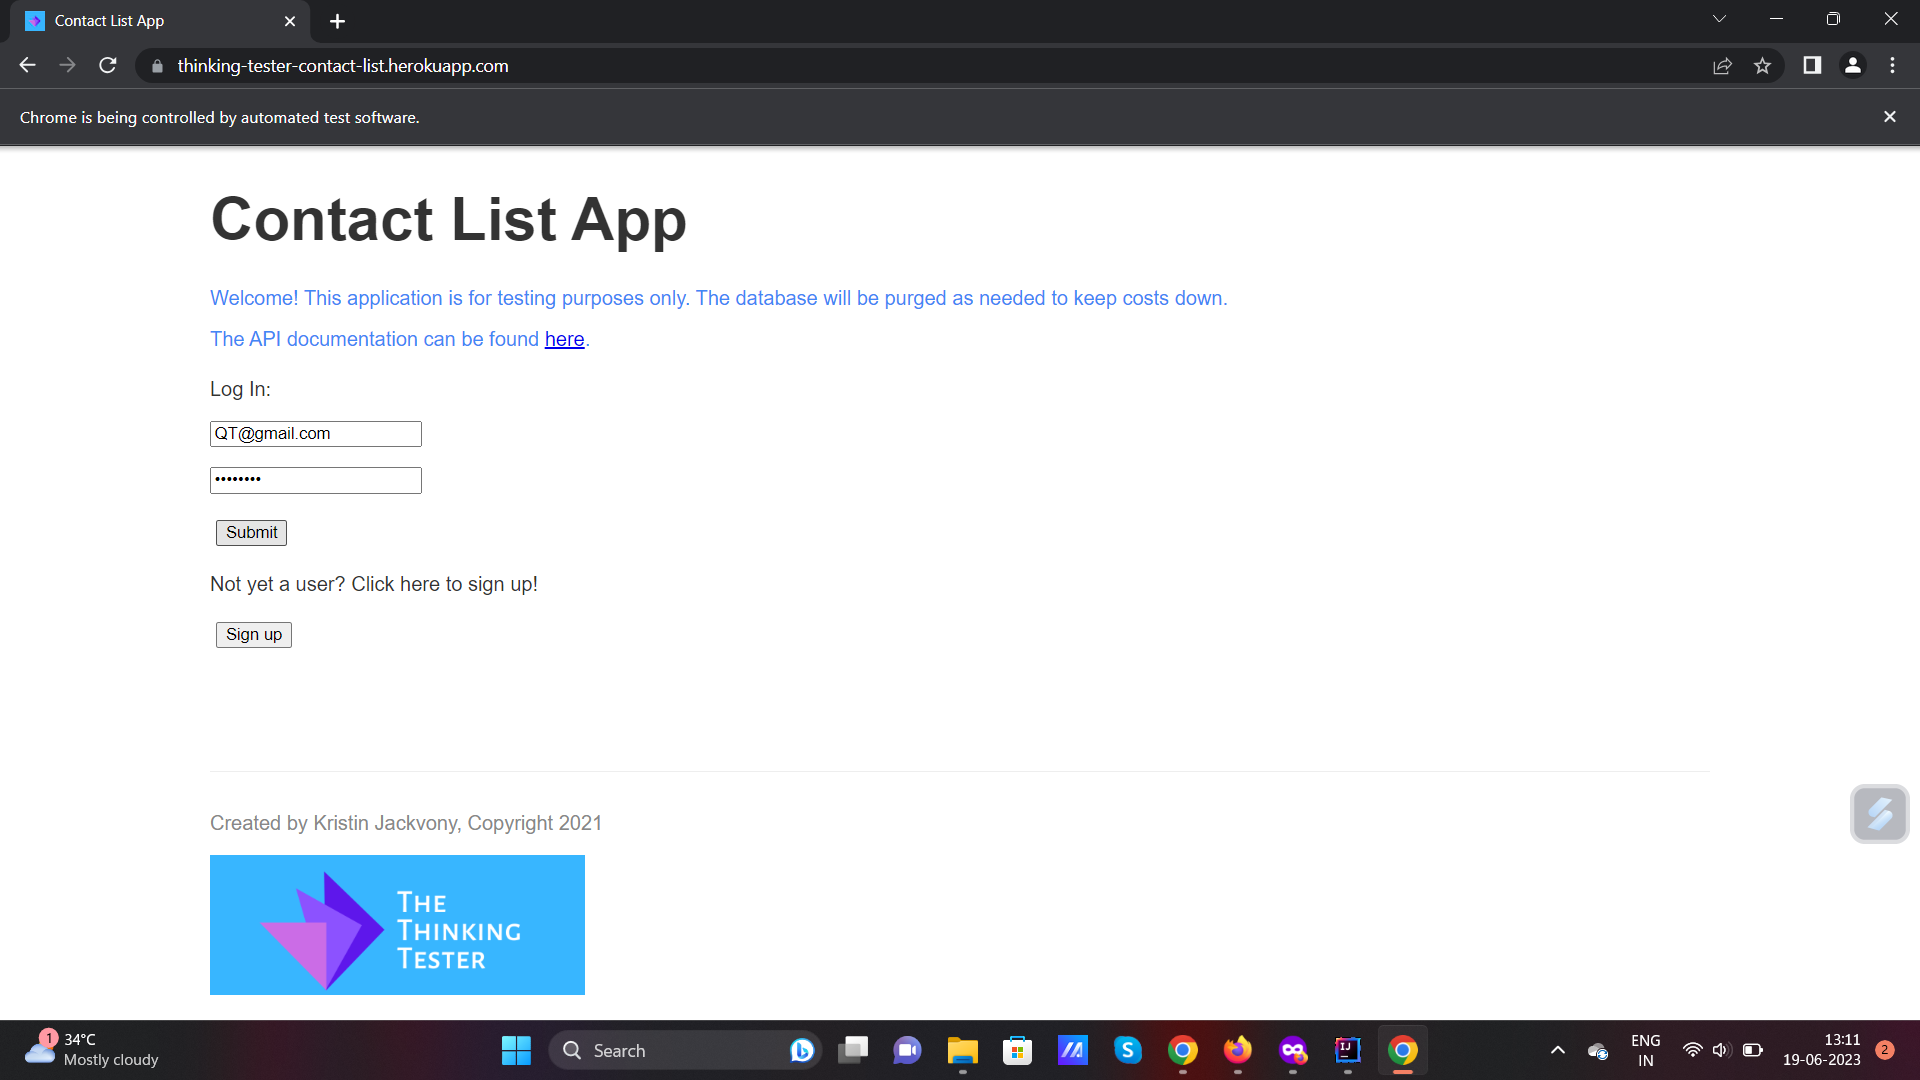 Contact List App
thinking-tester-contact-list.herokuapp.com
Chrome is being controlled by automated test software.
Contact List App
Welcome! This application is for testing purposes only. The database will be purged as needed to keep costs down.
The API documentation can be found here.
Log In:
QT@gmail.com
••••••••
Submit
Not yet a user? Click here to sign up!
Sign up
Created by Kristin Jackvony, Copyright 2021
THE
THINKING
TESTER
1
34°C
Mostly cloudy
Search
S
IJ
ENG
IN
13:11
19-06-2023
2